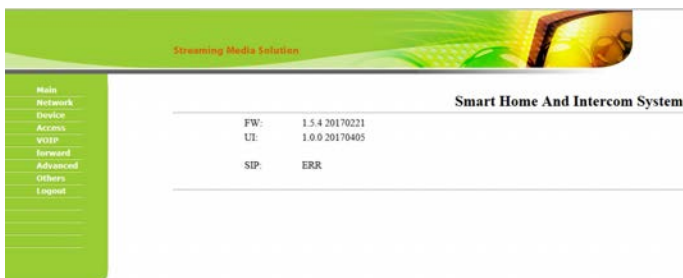 Streaming Media Solution
Main
Network
Device
Access
VOIP
forward
Advanced
Others
Logout
Smart Home And Intercom System
FW: 1.5.4 20170221
UI: 1.0.0 20170405
SIP: ERR